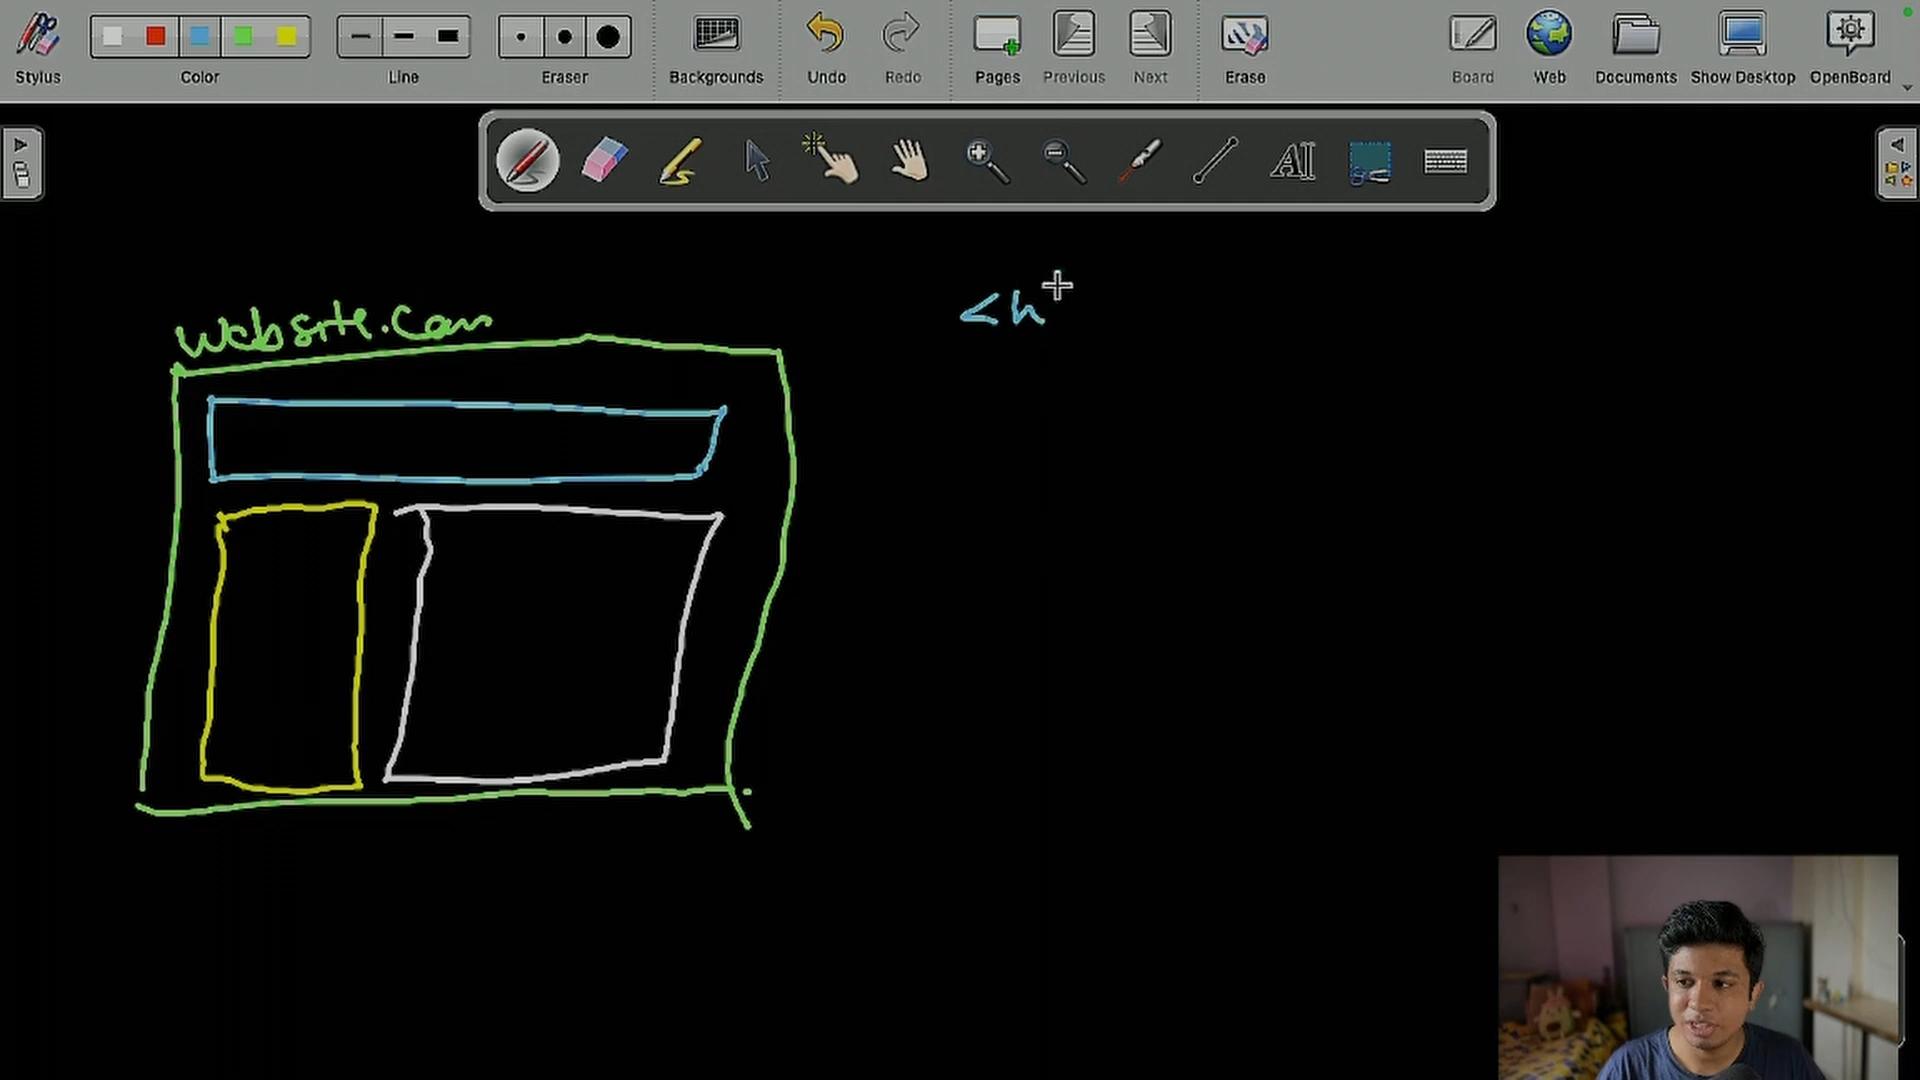 Stylus Color Line Eraser Backgrounds Undo Redo Pages Previous Next Erase Board Web Documents Show Desktop OpenBoard
AI
website.com
<h